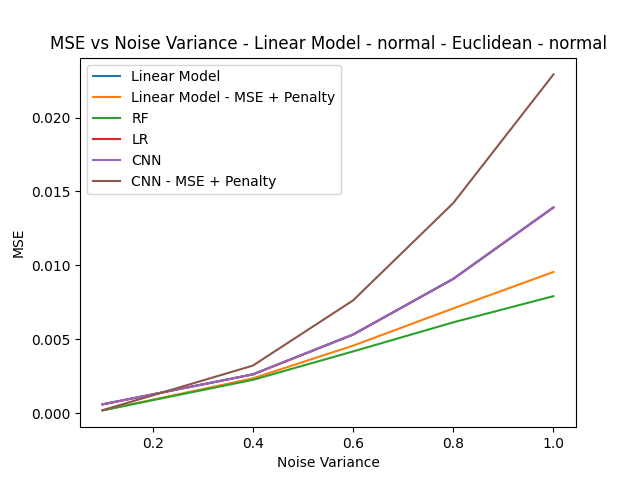 MSE vs Noise Variance - Linear Model - normal - Euclidean - normal
Linear Model
Linear Model - MSE + Penalty
RF
LR
CNN
CNN - MSE + Penalty
0.020
0.015
0.010
0.005
0.000
MSE
0.2 0.4 0.6 0.8 1.0
Noise Variance